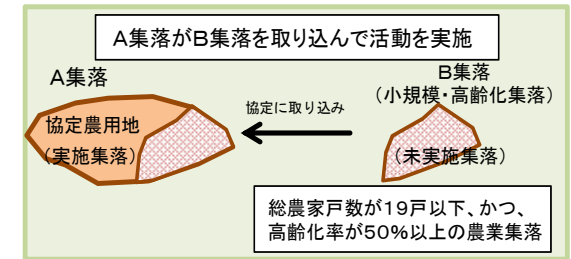 A集落がB集落を取り込んで活動を実施
A集落
B集落
(小規模・高齢化集落)
協定農用地
(実施集落)
協定に取り込み
(未実施集落)
総農家戸数が19戸以下、かつ、
高齢化率が50%以上の農業集落